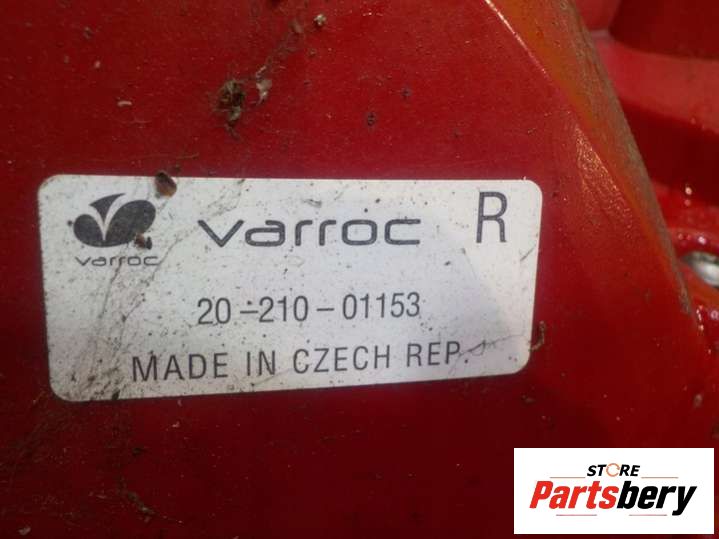 varroc
varroc R
20-210-01153
MADE IN CZECH REP.
STORE
Partsbery